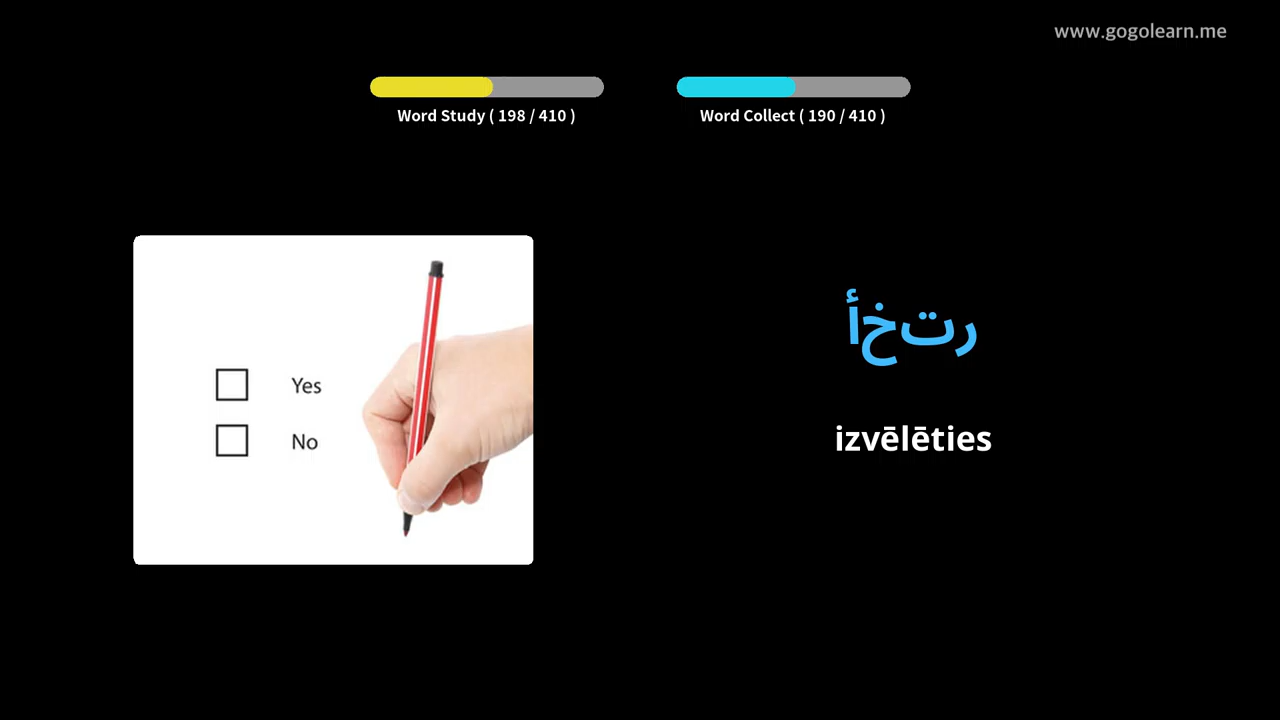 www.gogolearn.me
Word Study ( 198 / 410 )
Word Collect ( 190 / 410 )
Yes
No
أختر
izvēlēties